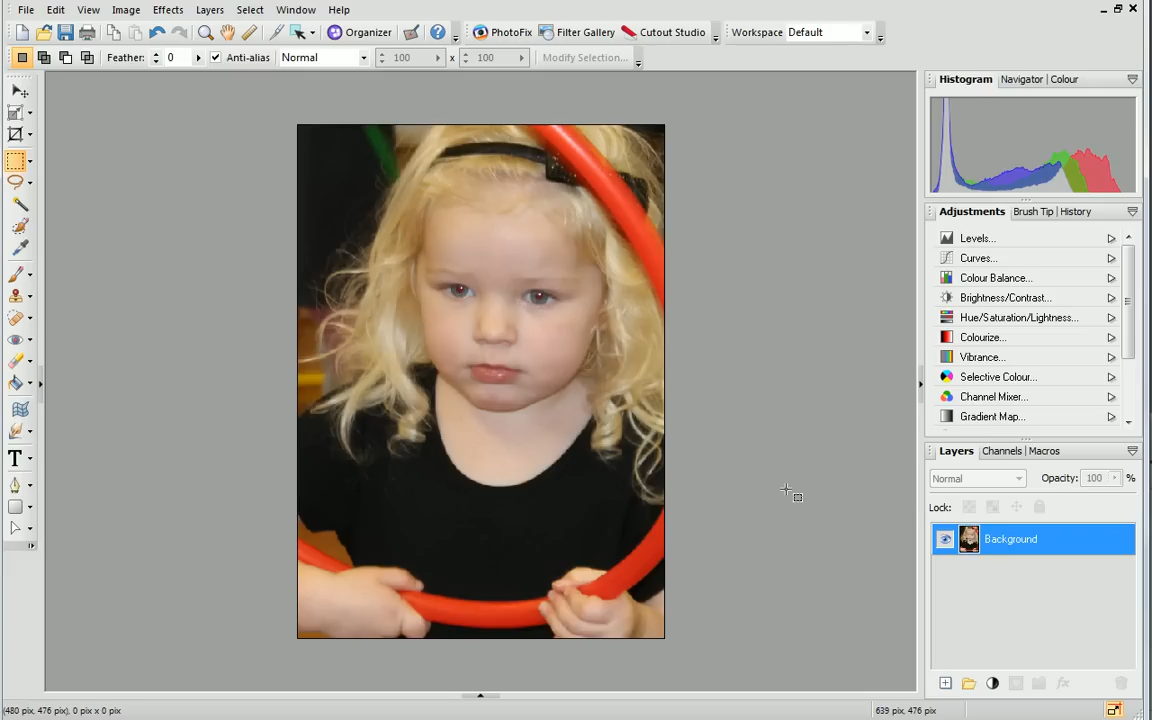 File Edit View Image Effects Layers Select Window Help
Organizer PhotoFix Filter Gallery Cutout Studio Workspace Default
Feather: 0 Anti-alias Normal 100 x 100 Modify Selection...
Histogram Navigator | Colour
Adjustments Brush Tip | History
Levels...
Curves...
Colour Balance...
Brightness/Contrast...
Hue/Saturation/Lightness...
Colourize...
Vibrance...
Selective Colour...
Channel Mixer...
Gradient Map...
Layers Channels | Macros
Normal Opacity: 100 %
Lock:
Background
(480 pix, 476 pix), 0 pix x 0 pix 639 pix, 476 pix